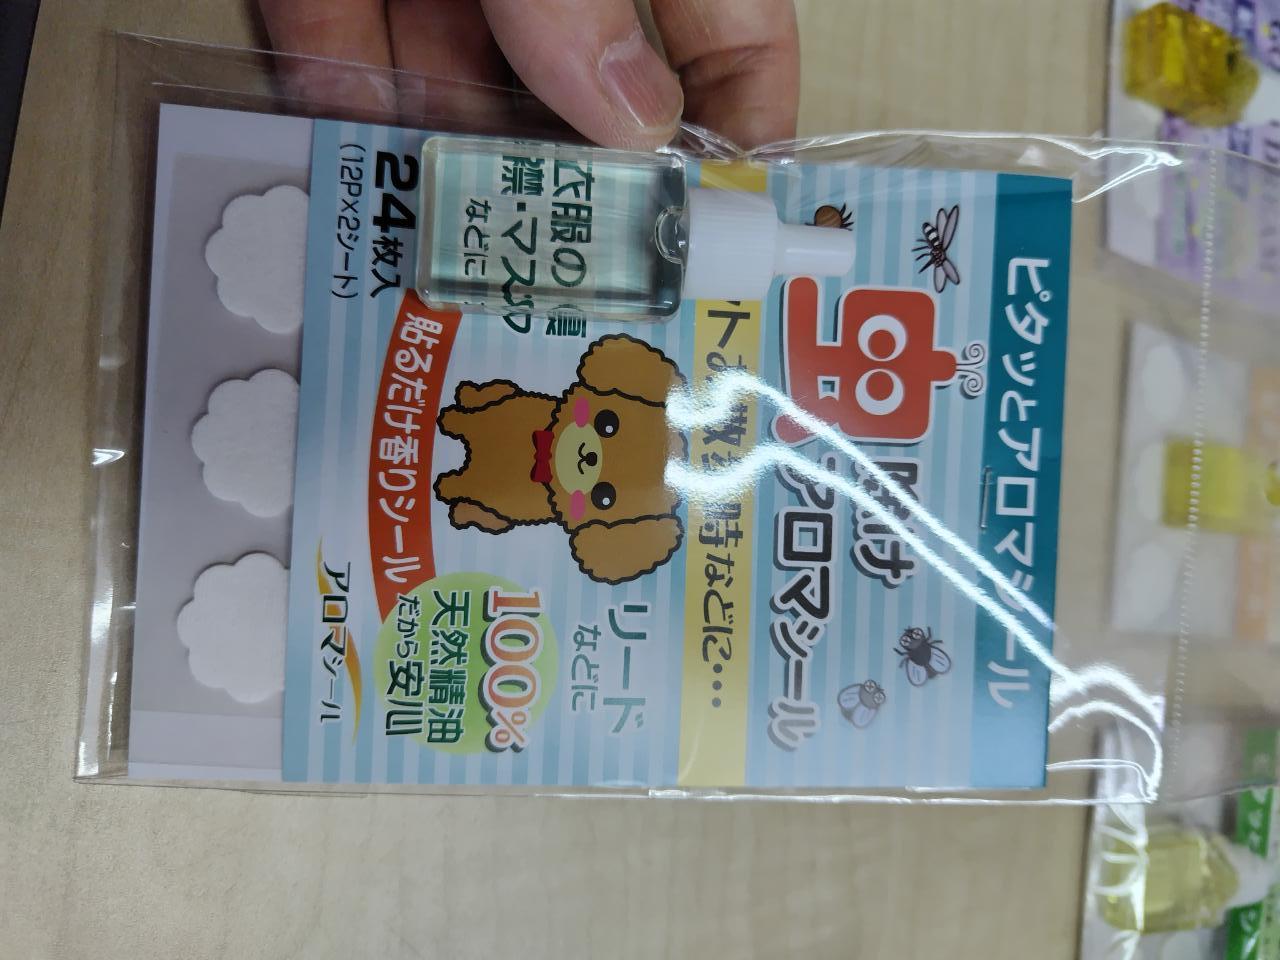 ピタッとアロマシール
虫除け
アロマシール
お散歩時などに…
衣服の
襟・マスク
などに
リード
などに
100%
天然精油
だから安心
貼るだけ香りシール
24枚入
(12P×2シート)
アロマシール